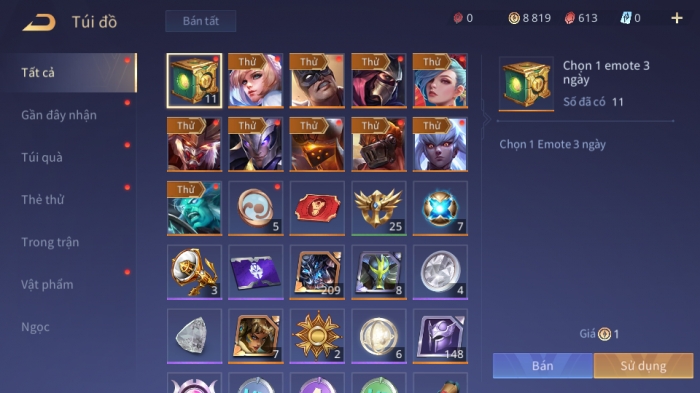 Túi đồ
Bán tất
0
8 819
613
0
Tất cả
Gần đây nhận
Túi quà
Thẻ thử
Trong trận
Vật phẩm
Ngọc
11
Thử
Thử
Thử
Thử
Thử
Thử
Thử
Thử
Thử
Thử
5
25
7
3
209
8
4
7
2
6
148
Chọn 1 emote 3
ngày
Số đã có 11
Chọn 1 Emote 3 ngày
Giá 1
Bán
Sử dụng